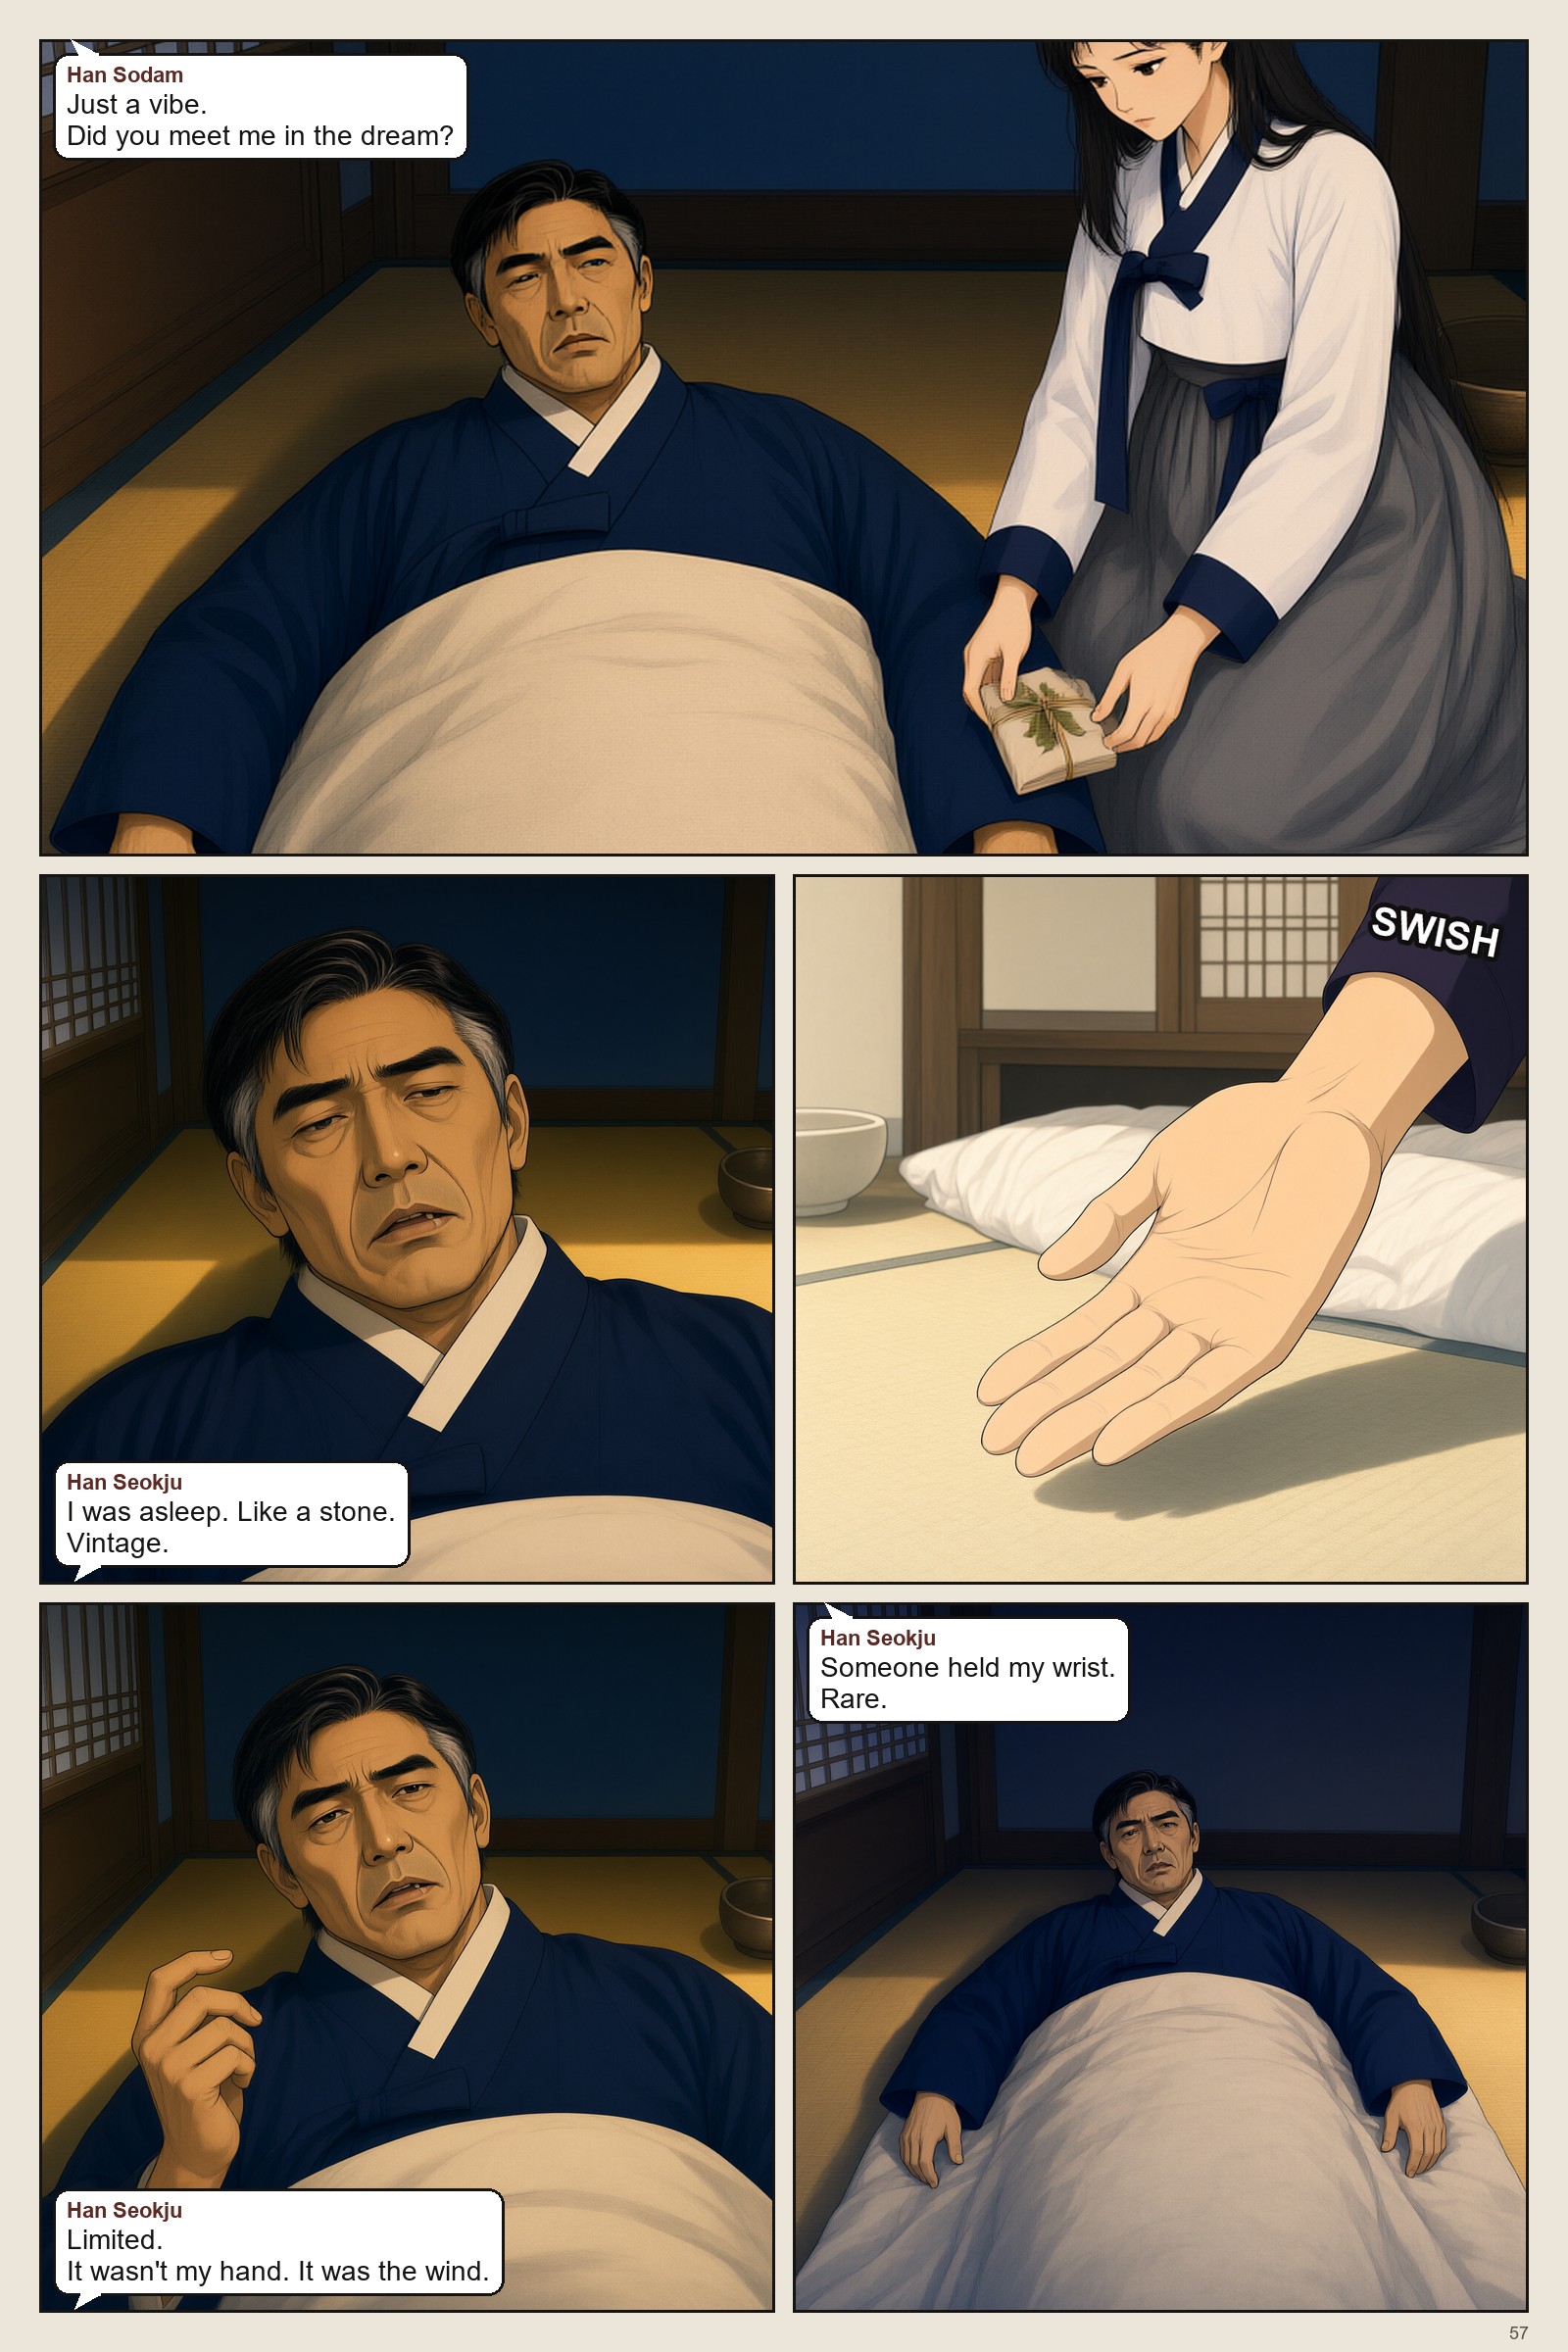 Han Sodam
Just a vibe.
Did you meet me in the dream?
Han Seokju
I was asleep. Like a stone.
Vintage.
SWISH
Han Seokju
Limited.
It wasn't my hand. It was the wind.
Han Seokju
Someone held my wrist.
Rare.
57